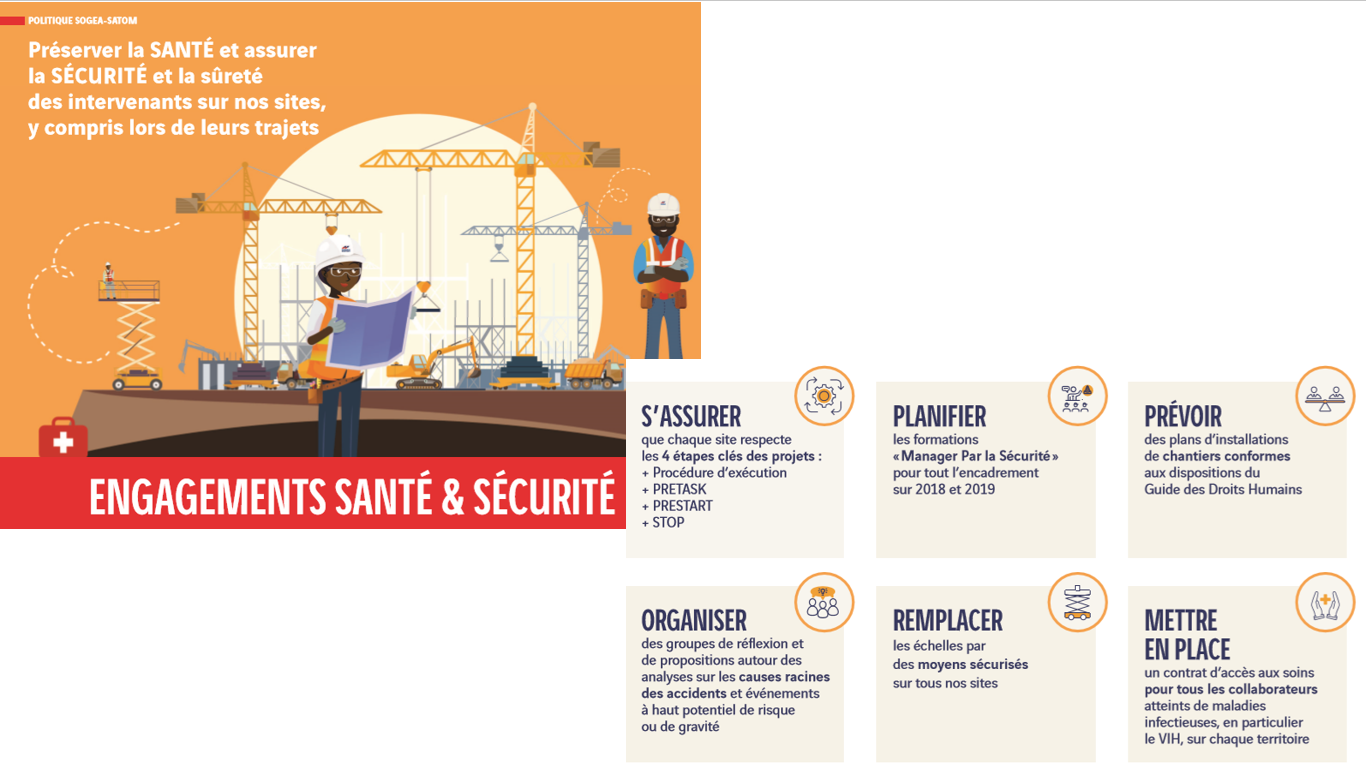 POLITIQUE SOGEA-SATOM
Préserver la SANTÉ et assurer
la SÉCURITÉ et la sûreté
des intervenants sur nos sites,
y compris lors de leurs trajets
ENGAGEMENTS SANTÉ & SÉCURITÉ
S’ASSURER
que chaque site respecte
les 4 étapes clés des projets :
+ Procédure d’exécution
+ PRETASK
+ PRESTART
+ STOP
PLANIFIER
les formations
« Manager Par la Sécurité »
pour tout l’encadrement
sur 2018 et 2019
PRÉVOIR
des plans d’installations
de chantiers conformes
aux dispositions du
Guide des Droits Humains
ORGANISER
des groupes de réflexion et
de propositions autour des
analyses sur les causes racines
des accidents et événements
à haut potentiel de risque
ou de gravité
REMPLACER
les échelles par
des moyens sécurisés
sur tous nos sites
METTRE
EN PLACE
un contrat d’accès aux soins
pour tous les collaborateurs
atteints de maladies
infectieuses, en particulier
le VIH, sur chaque territoire